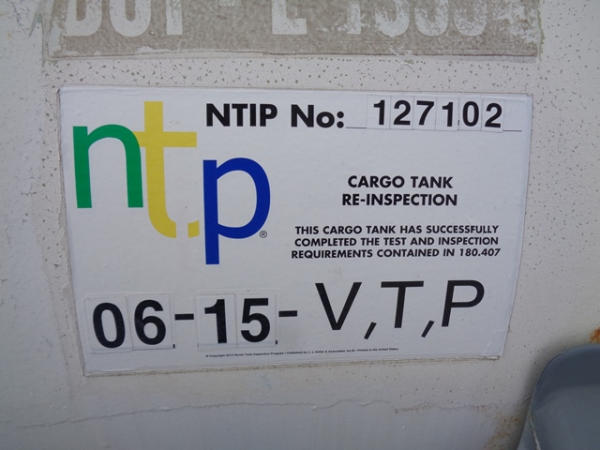 NTIP No: 127102
ntp®
CARGO TANK
RE-INSPECTION
THIS CARGO TANK HAS SUCCESSFULLY
COMPLETED THE TEST AND INSPECTION
REQUIREMENTS CONTAINED IN 180.407
06-15-V,T,P